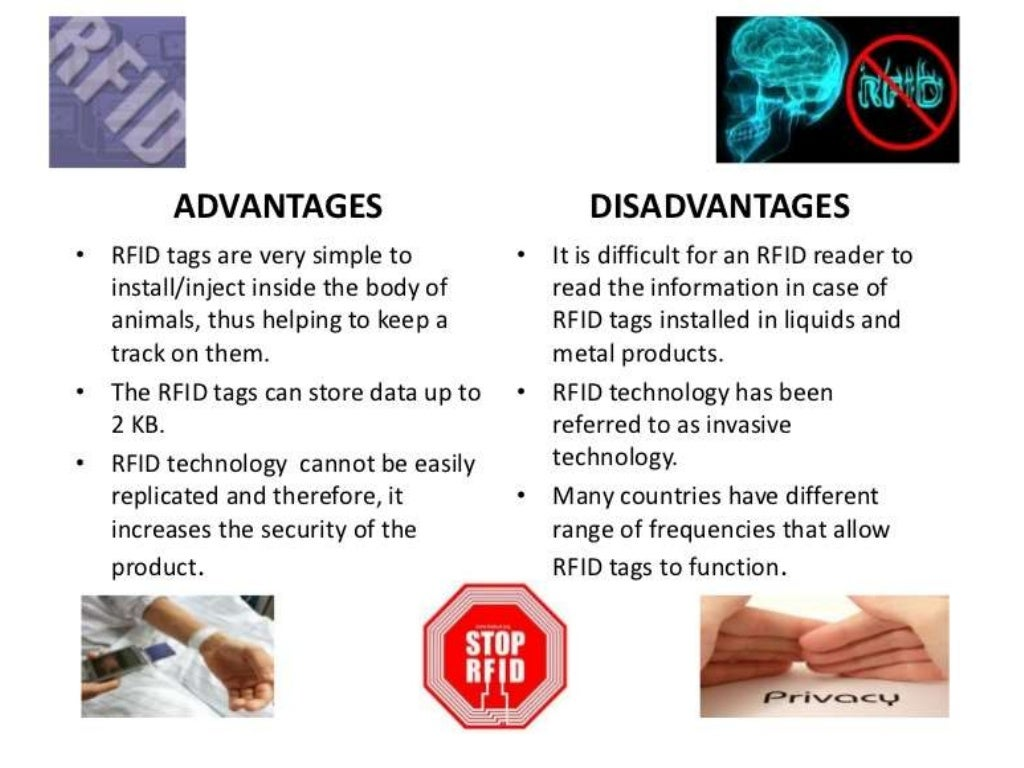 RFID
RFID
ADVANTAGES
• RFID tags are very simple to
install/inject inside the body of
animals, thus helping to keep a
track on them.
• The RFID tags can store data up to
2 KB.
• RFID technology  cannot be easily
replicated and therefore, it
increases the security of the
product.
DISADVANTAGES
• It is difficult for an RFID reader to
read the information in case of
RFID tags installed in liquids and
metal products.
• RFID technology has been
referred to as invasive
technology.
• Many countries have different
range of frequencies that allow
RFID tags to function.
STOP
RFID
Privacy